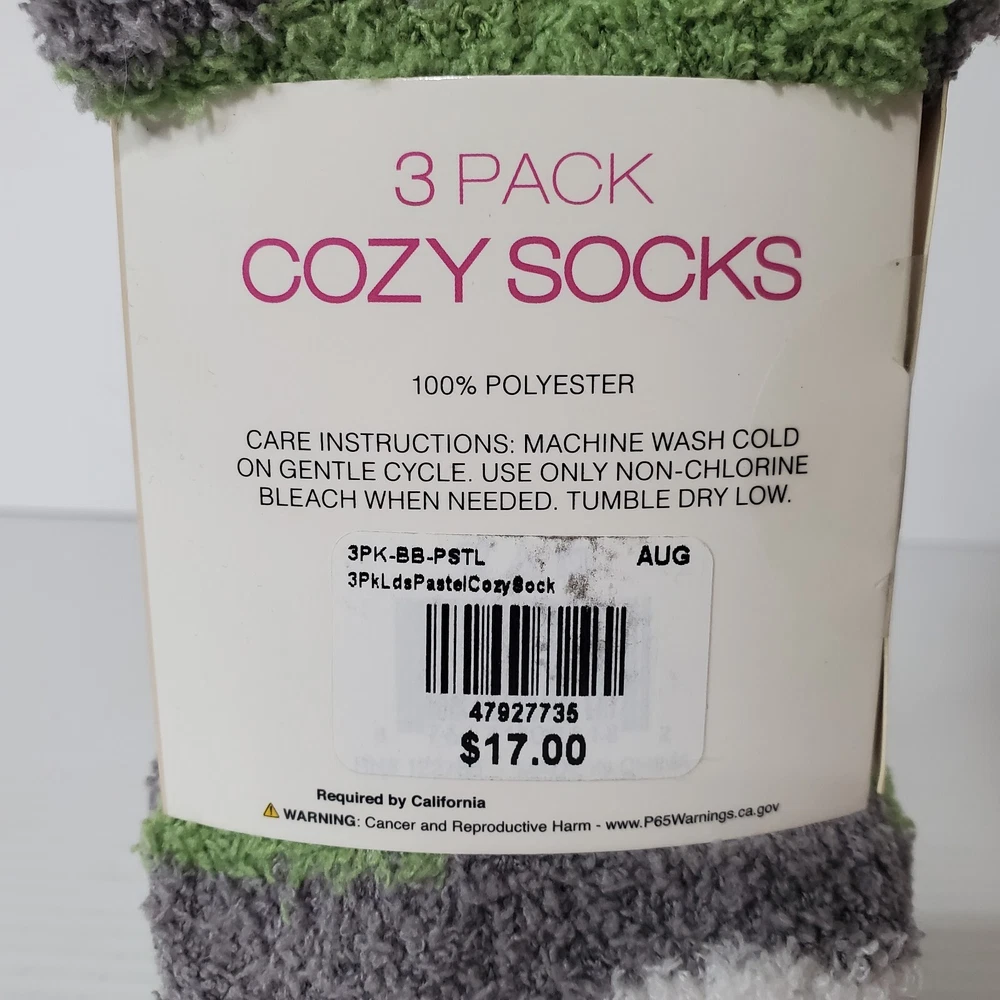 3 PACK
COZY SOCKS
100% POLYESTER
CARE INSTRUCTIONS: MACHINE WASH COLD
ON GENTLE CYCLE. USE ONLY NON-CHLORINE
BLEACH WHEN NEEDED. TUMBLE DRY LOW.
3PK-BB-PSTL AUG
3PkLdsPastelCozySock
47927735
$17.00
Required by California
WARNING: Cancer and Reproductive Harm - www.P65Warnings.ca.gov